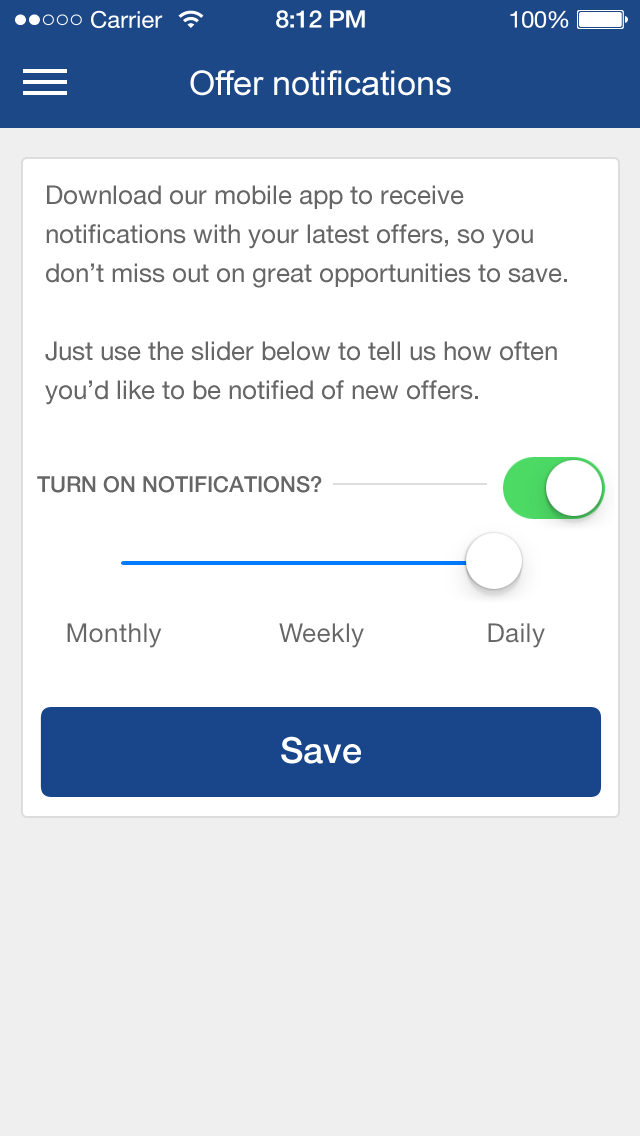 Carrier 8:12 PM 100%
Offer notifications
Download our mobile app to receive
notifications with your latest offers, so you
don’t miss out on great opportunities to save.
Just use the slider below to tell us how often
you’d like to be notified of new offers.
TURN ON NOTIFICATIONS?
Monthly Weekly Daily
Save